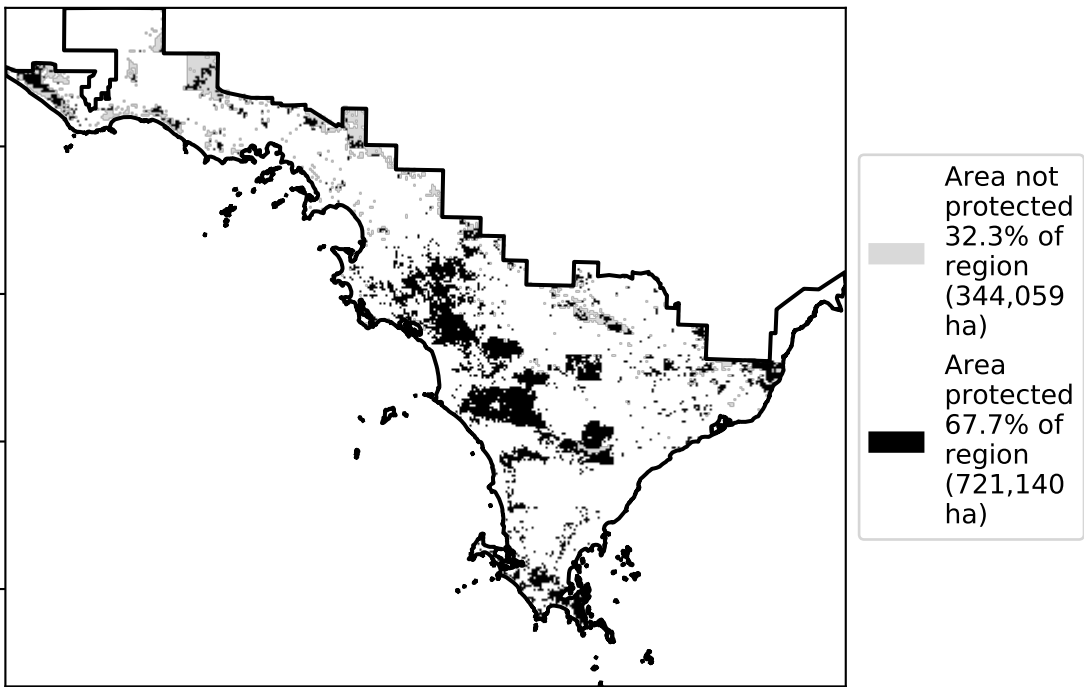 Area not
protected
32.3% of
region
(344,059
ha)
Area
protected
67.7% of
region
(721,140
ha)